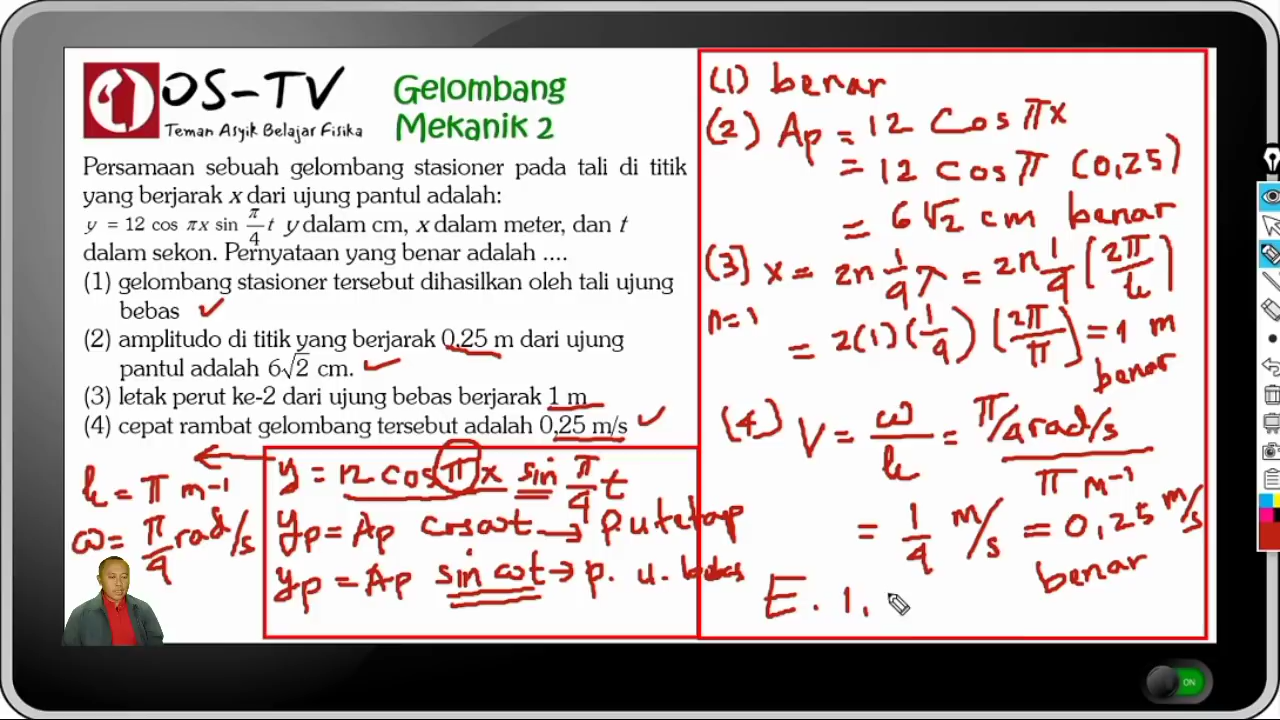 OS-TV
Teman Asyik Belajar Fisika
Gelombang
Mekanik 2
Persamaan sebuah gelombang stasioner pada tali di titik
yang berjarak x dari ujung pantul adalah:
y = 12 cos πx sin π/4 t y dalam cm, x dalam meter, dan t
dalam sekon. Pernyataan yang benar adalah ....
(1) gelombang stasioner tersebut dihasilkan oleh tali ujung
bebas ✓
(2) amplitudo di titik yang berjarak 0,25 m dari ujung
pantul adalah 6√2 cm. ✓
(3) letak perut ke-2 dari ujung bebas berjarak 1 m
(4) cepat rambat gelombang tersebut adalah 0,25 m/s ✓
k = π m-1
ω = π/4 rad/s
y = 12 cos πx sin π/4 t
yp = Ap cos ωt → p. u tetap
yp = Ap sin ωt → p. u. bebas
(1) benar
(2) Ap = 12 cos πx
= 12 cos π (0,25)
= 6√2 cm benar
(3) x = 2n 1/4 λ = 2n 1/4 (2π/k)
n=1
= 2(1)(1/4)(2π/π) = 1 m
benar
(4) V = ω/k = π/4 rad/s / π m-1
= 1/4 m/s = 0,25 m/s
benar
E. 1,
ON